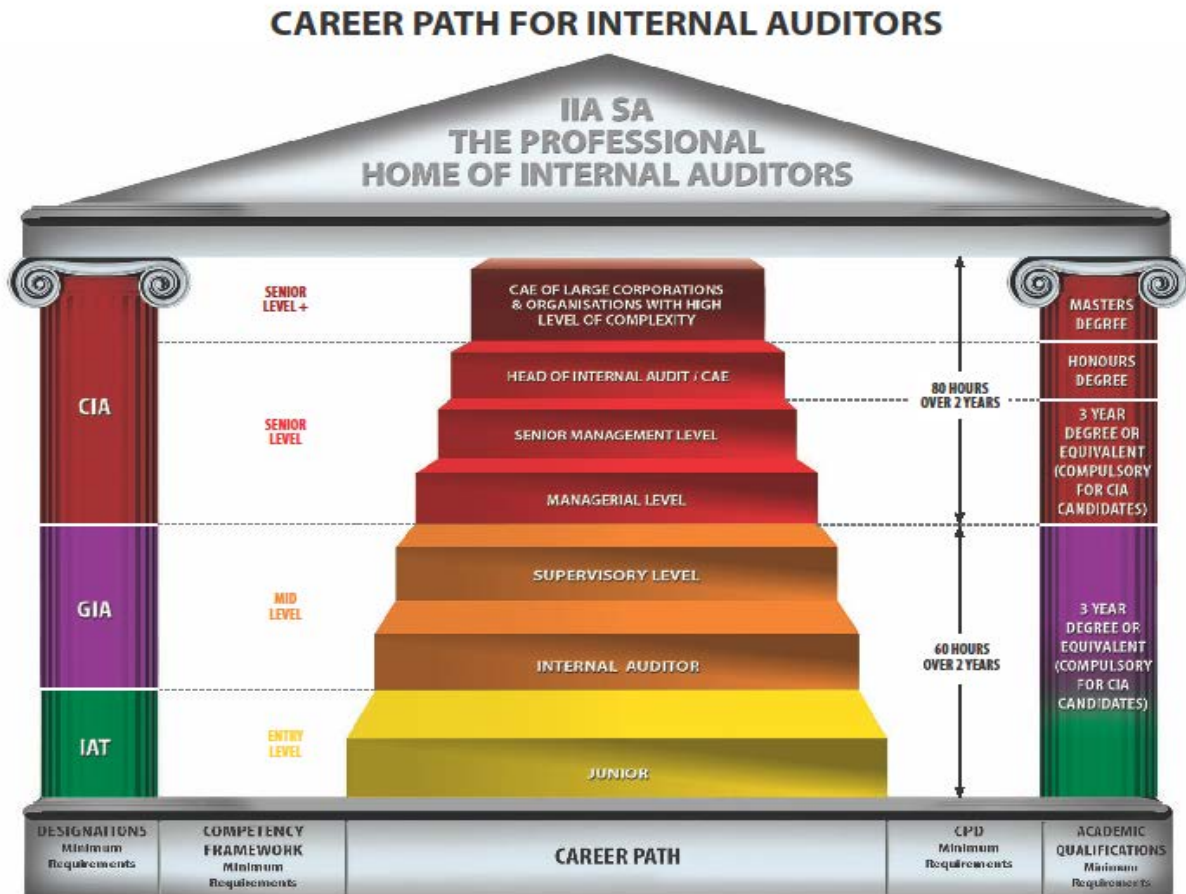 CAREER PATH FOR INTERNAL AUDITORS
IIA SA
THE PROFESSIONAL
HOME OF INTERNAL AUDITORS
CIA
GIA
IAT
SENIOR
LEVEL +
SENIOR
LEVEL
MID
LEVEL
ENTRY
LEVEL
CAE OF LARGE CORPORATIONS
& ORGANISATIONS WITH HIGH
LEVEL OF COMPLEXITY
HEAD OF INTERNAL AUDIT / CAE
SENIOR MANAGEMENT LEVEL
MANAGERIAL LEVEL
SUPERVISORY LEVEL
INTERNAL AUDITOR
JUNIOR
80 HOURS
OVER 2 YEARS
60 HOURS
OVER 2 YEARS
MASTERS
DEGREE
HONOURS
DEGREE
3 YEAR
DEGREE OR
EQUIVALENT
(COMPULSORY
FOR CIA
CANDIDATES)
3 YEAR
DEGREE OR
EQUIVALENT
(COMPULSORY
FOR CIA
CANDIDATES)
DESIGNATIONS
Minimum
Requirements
COMPETENCY
FRAMEWORK
Minimum
Requirements
CAREER PATH
CPD
Minimum
Requirements
ACADEMIC
QUALIFICATIONS
Minimum
Requirements